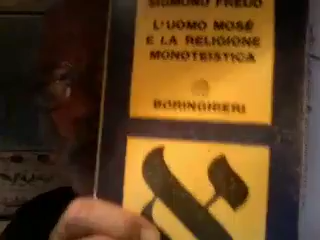 SIGMUND FREUD
L'UOMO MOSÈ
E LA RELIGIONE
MONOTEISTICA
BORINGHIERI
א